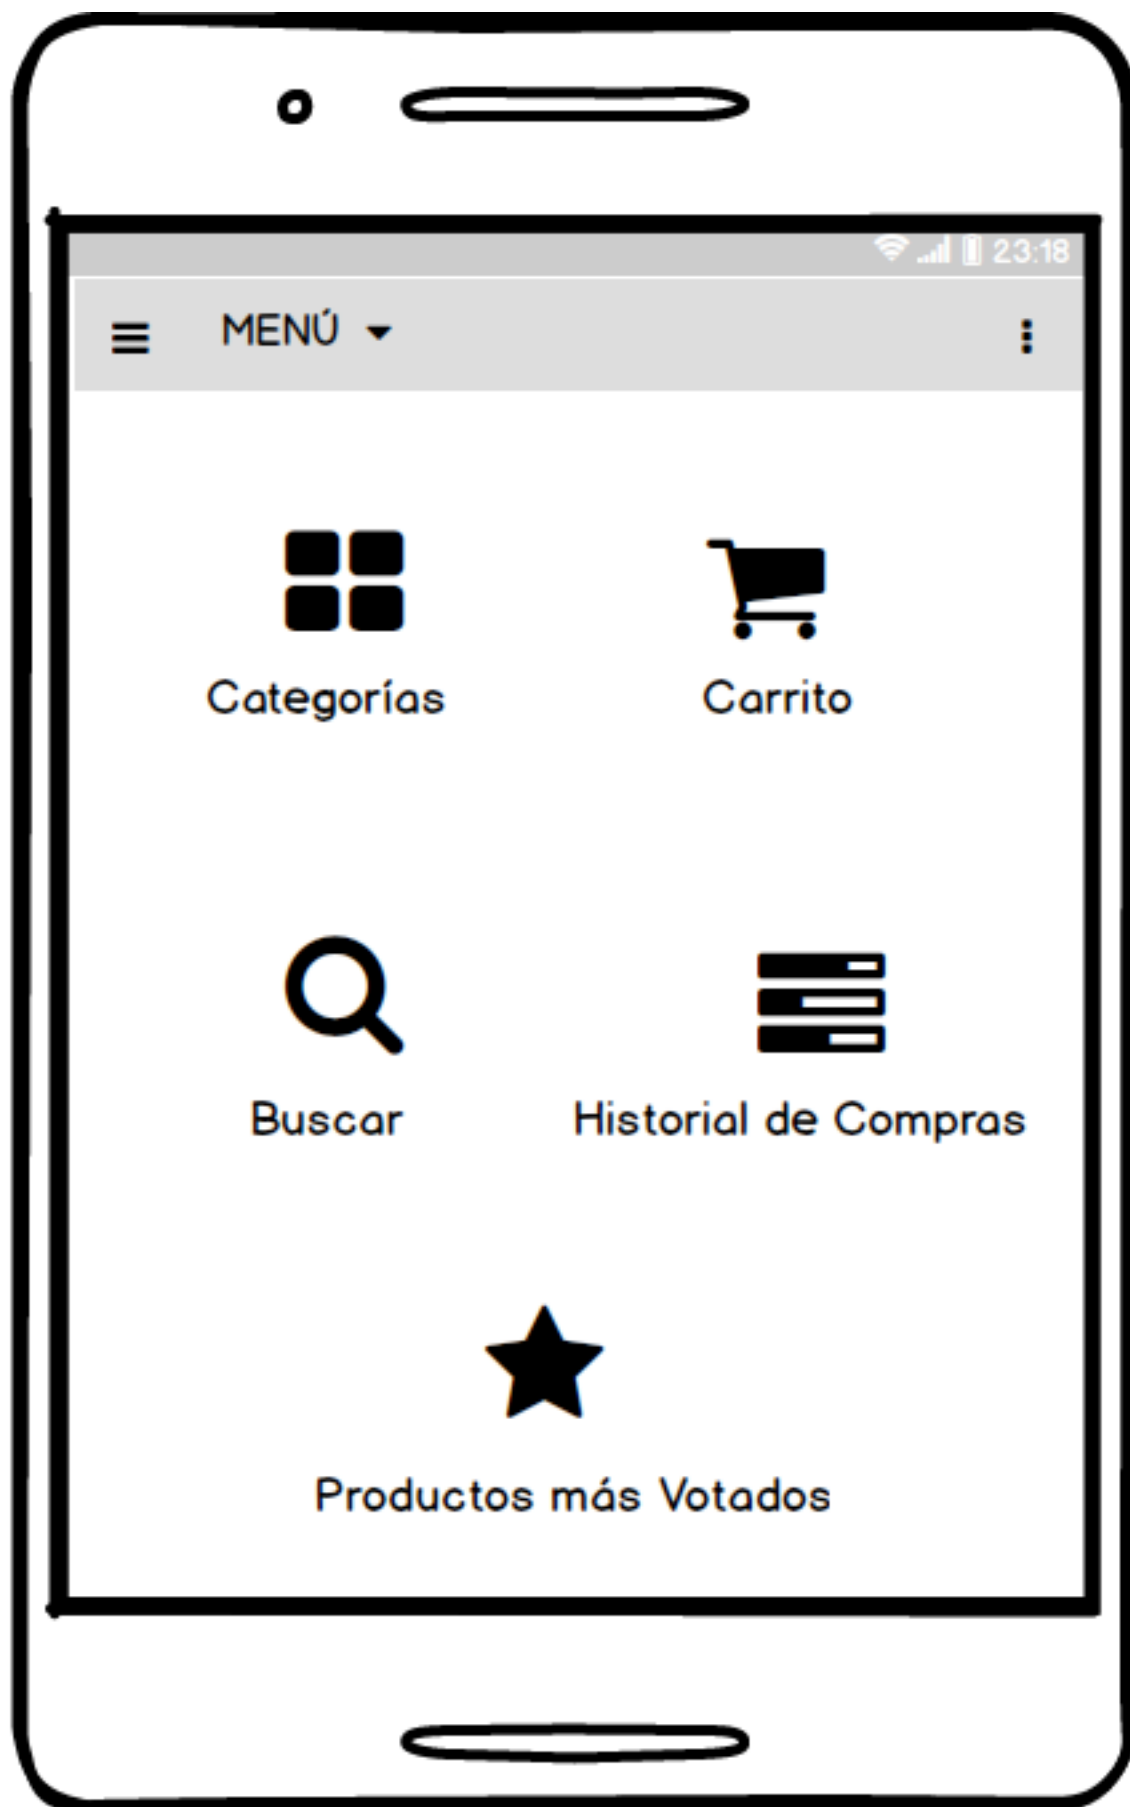 23:18
MENÚ
Categorías
Carrito
Buscar
Historial de Compras
Productos más Votados